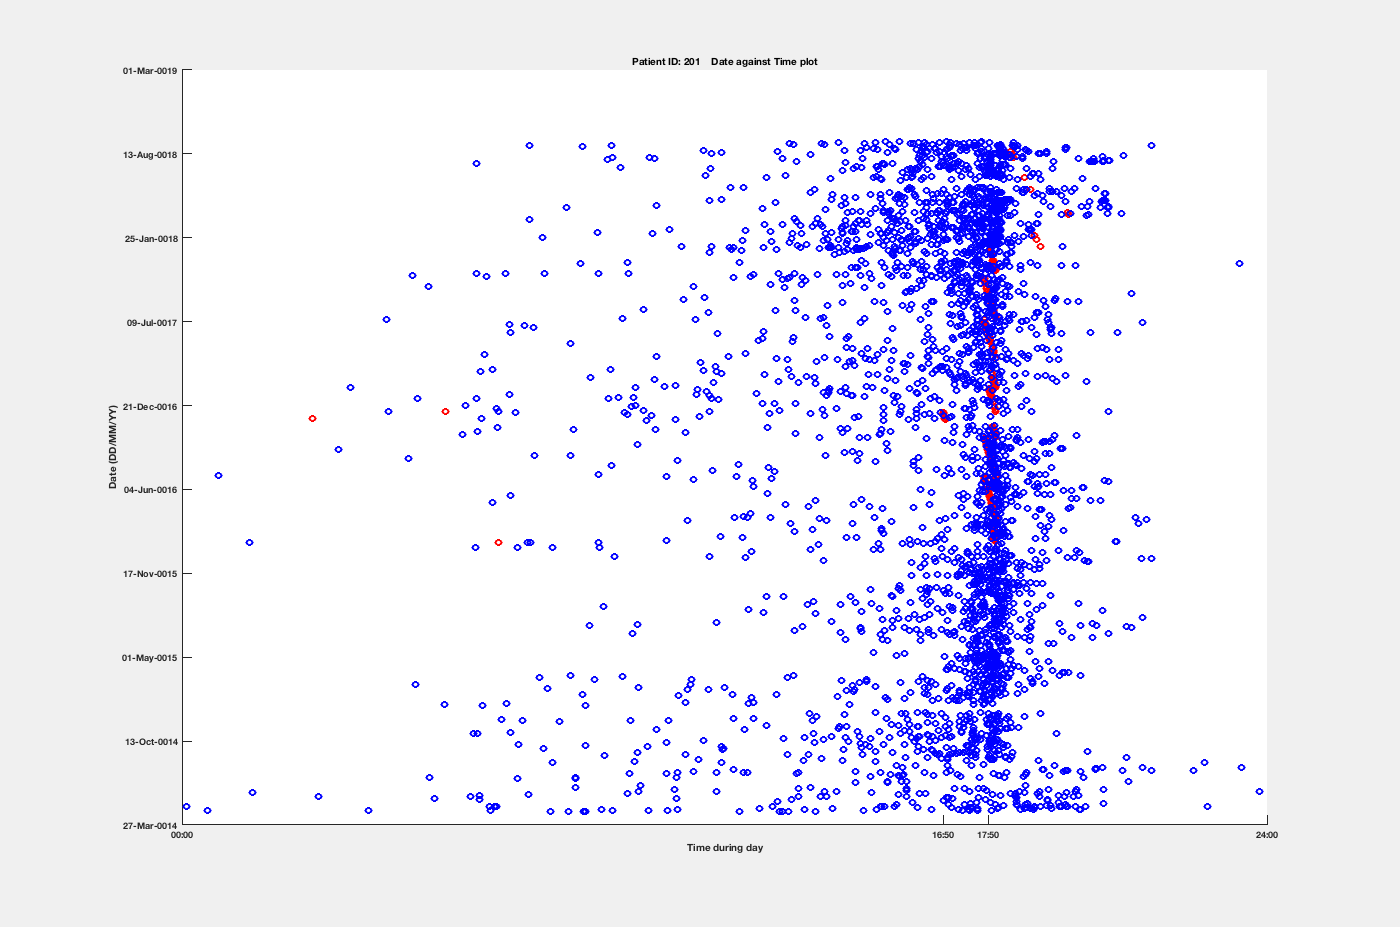 Patient ID: 201 Date against Time plot
01-Mar-0019
13-Aug-0018
25-Jan-0018
09-Jul-0017
21-Dec-0016
04-Jun-0016
17-Nov-0015
01-May-0015
13-Oct-0014
27-Mar-0014
Date (DD/MM/YY)
00:00 16:50 17:50 24:00
Time during day